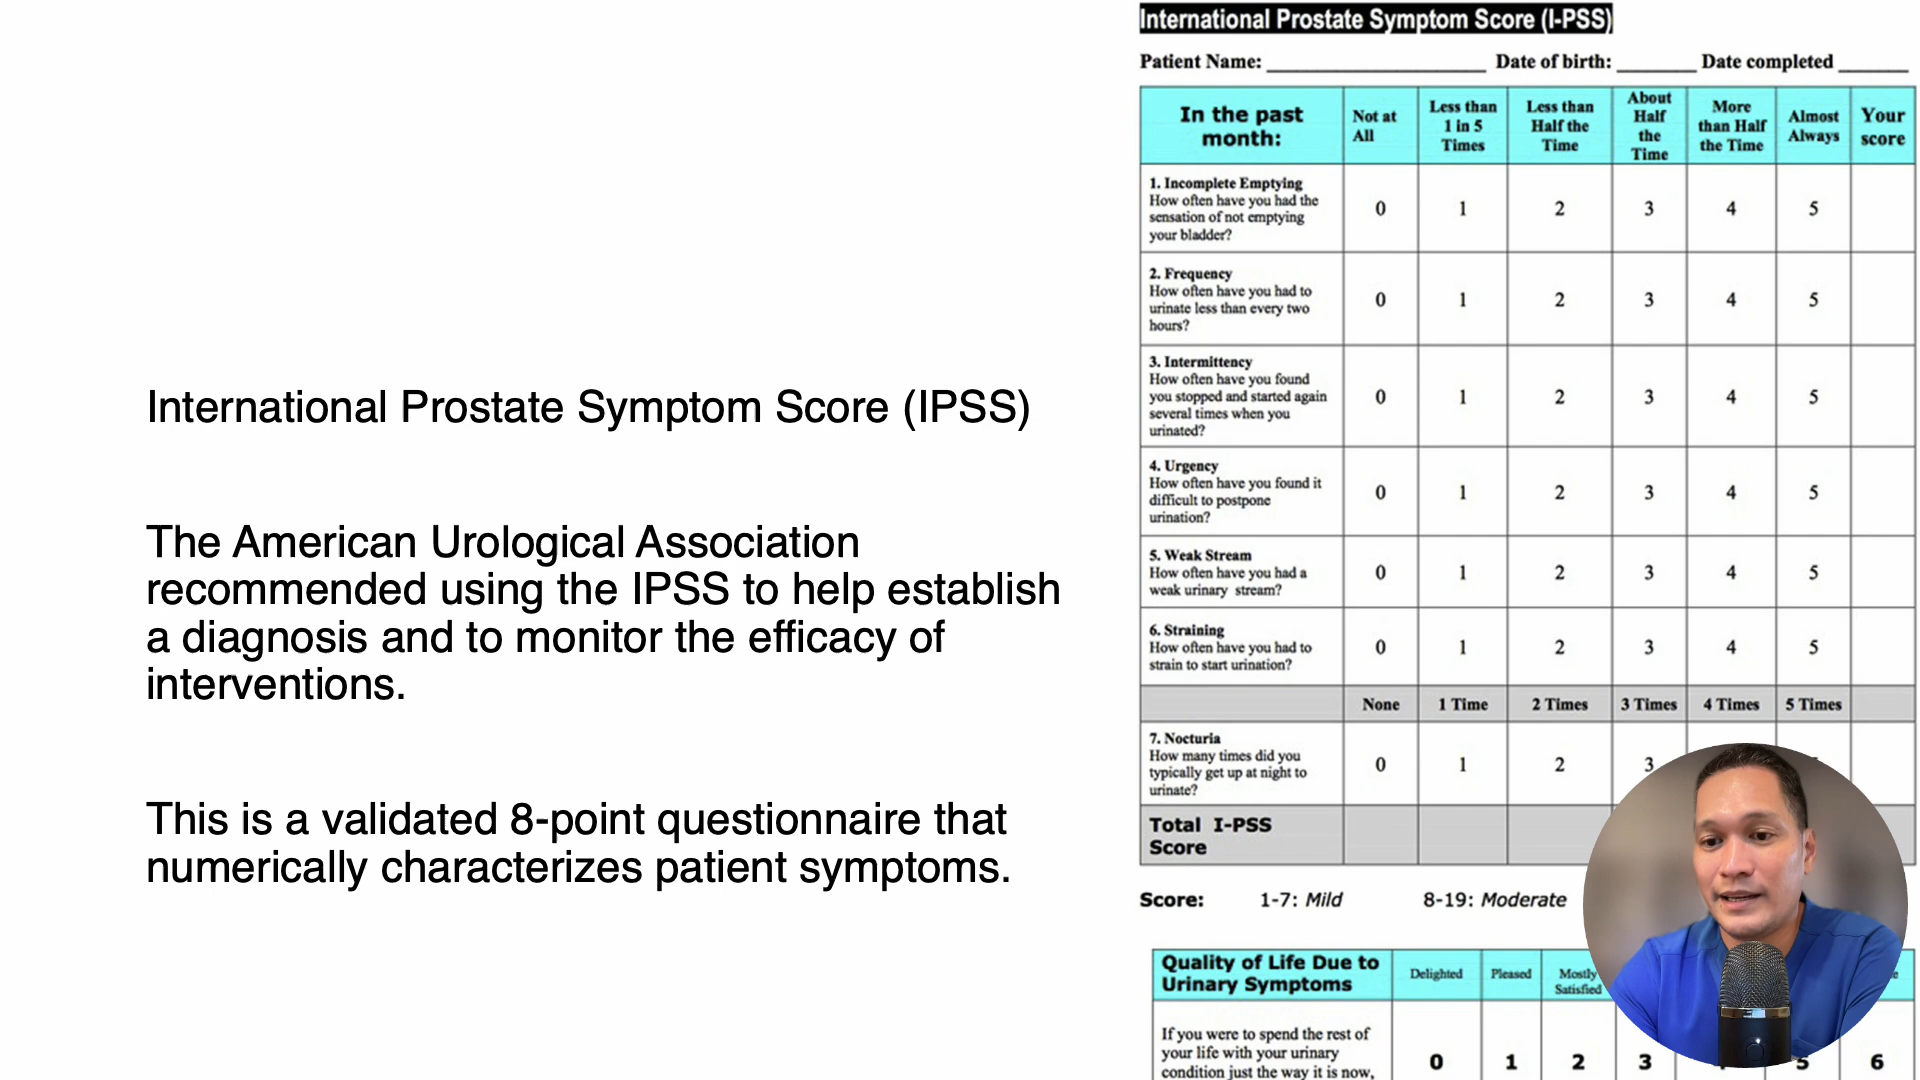 International Prostate Symptom Score (IPSS)
The American Urological Association
recommended using the IPSS to help establish
a diagnosis and to monitor the efficacy of
interventions.
This is a validated 8-point questionnaire that
numerically characterizes patient symptoms.
International Prostate Symptom Score (I-PSS)
Patient Name: Date of birth: Date completed
In the past
month:
Not at
All
Less than
1 in 5
Times
Less than
Half the
Time
About
Half
the
Time
More
than Half
the Time
Almost
Always
Your
score
1. Incomplete Emptying
How often have you had the
sensation of not emptying
your bladder?
0 1 2 3 4 5
2. Frequency
How often have you had to
urinate less than every two
hours?
0 1 2 3 4 5
3. Intermittency
How often have you found
you stopped and started again
several times when you
urinated?
0 1 2 3 4 5
4. Urgency
How often have you found it
difficult to postpone
urination?
0 1 2 3 4 5
5. Weak Stream
How often have you had a
weak urinary stream?
0 1 2 3 4 5
6. Straining
How often have you had to
strain to start urination?
0 1 2 3 4 5
None 1 Time 2 Times 3 Times 4 Times 5 Times
7. Nocturia
How many times did you
typically get up at night to
urinate?
0 1 2 3
Total I-PSS
Score
Score: 1-7: Mild 8-19: Moderate
Quality of Life Due to
Urinary Symptoms
Delighted
Pleased
Mostly
Satisfied
If you were to spend the rest of
your life with your urinary
condition just the way it is now,
0 1 2 3 5 6